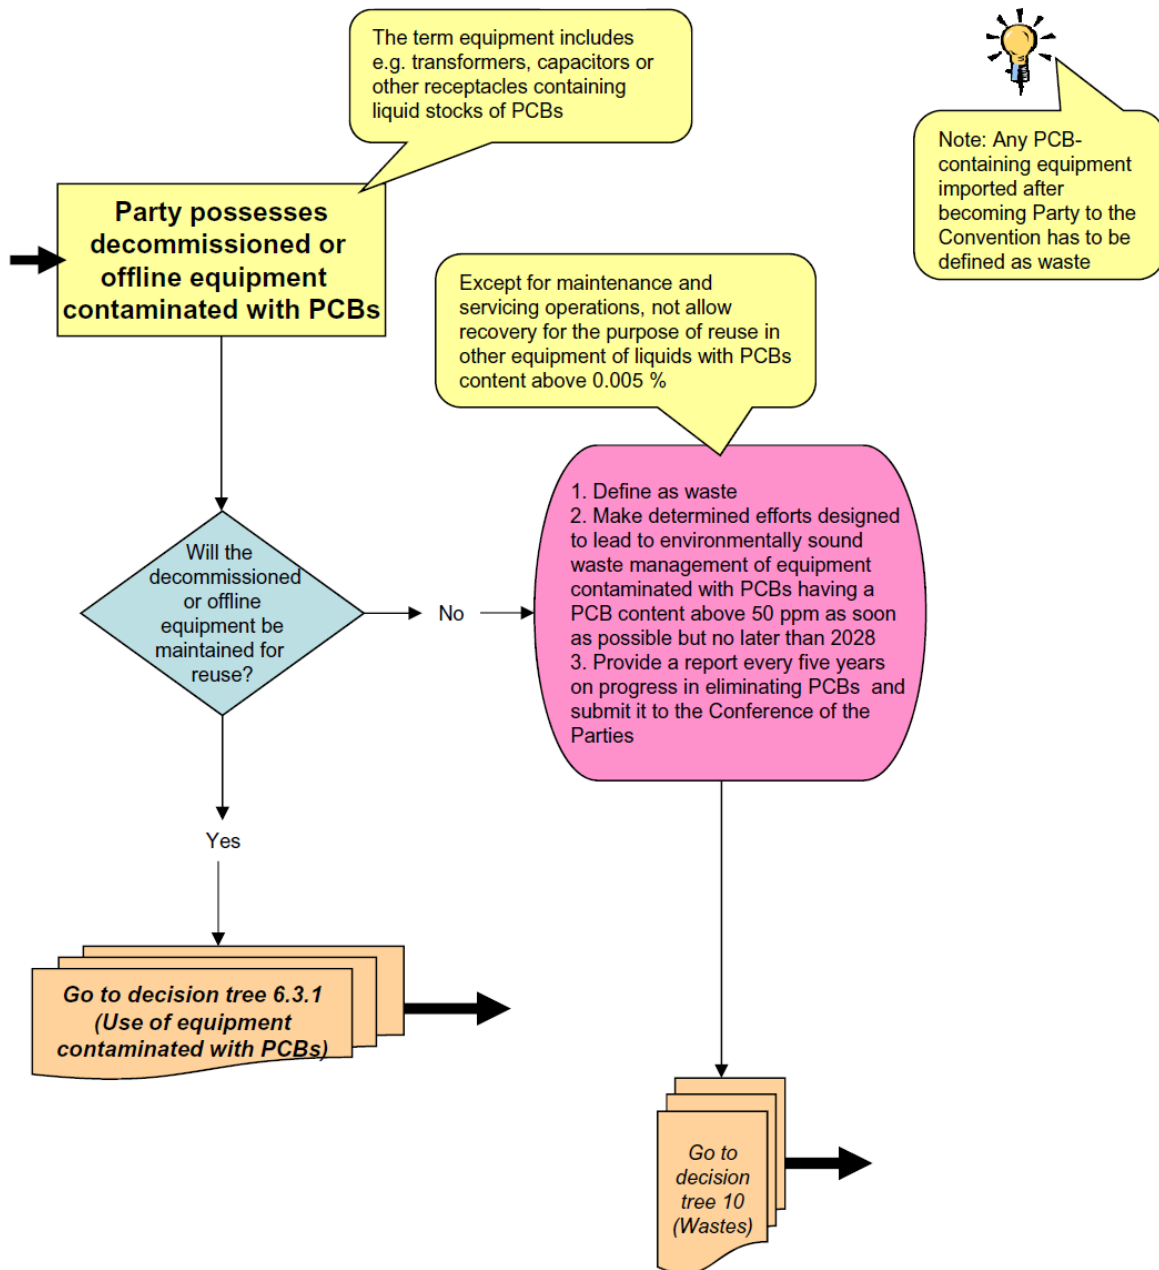 The term equipment includes
e.g. transformers, capacitors or
other receptacles containing
liquid stocks of PCBs
Note: Any PCB-
containing equipment
imported after
becoming Party to the
Convention has to be
defined as waste
Party possesses
decommissioned or
offline equipment
contaminated with PCBs
Except for maintenance and
servicing operations, not allow
recovery for the purpose of reuse in
other equipment of liquids with PCBs
content above 0.005 %
1. Define as waste
2. Make determined efforts designed
to lead to environmentally sound
waste management of equipment
contaminated with PCBs having a
PCB content above 50 ppm as soon
as possible but no later than 2028
3. Provide a report every five years
on progress in eliminating PCBs and
submit it to the Conference of the
Parties
Will the
decommissioned
or offline
equipment be
maintained for
reuse?
No
Yes
Go to decision tree 6.3.1
(Use of equipment
contaminated with PCBs)
Go to
decision
tree 10
(Wastes)